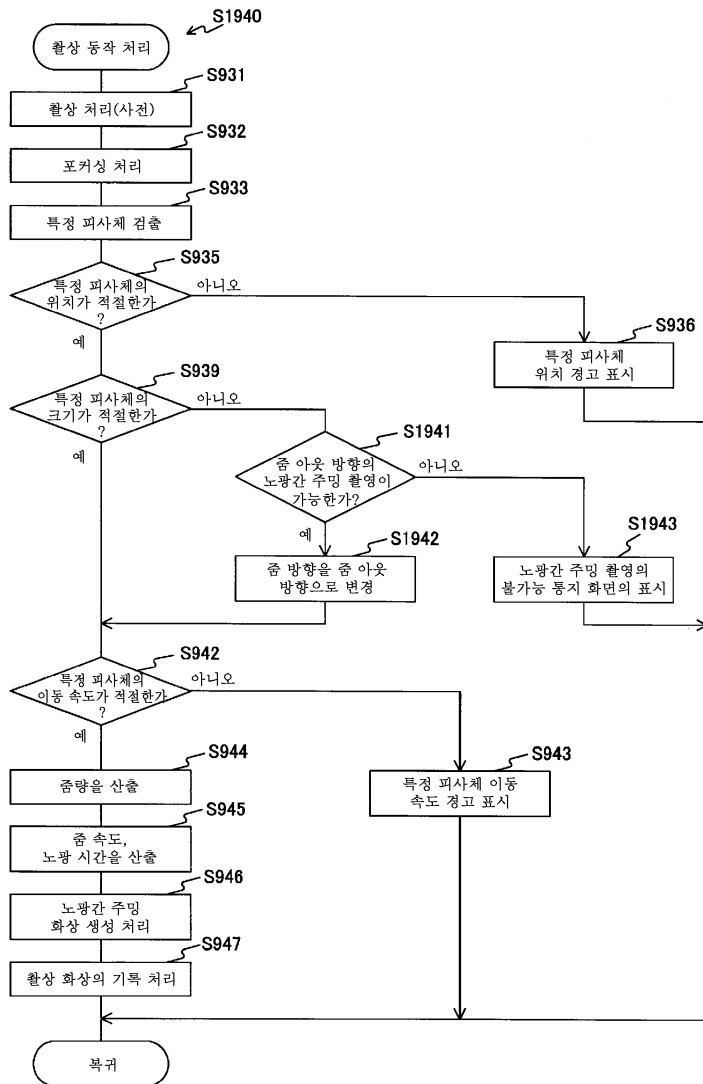 S1940
촬상 동작 처리
S931
촬상 처리(사전)
S932
포커싱 처리
S933
특정 피사체 검출
S935
특정 피사체의
위치가 적절한가
?
아니오
예
S936
특정 피사체
위치 경고 표시
S939
특정 피사체의
크기가 적절한가
?
아니오
예
S1941
줌 아웃 방향의
노광간 주밍 촬영이
가능한가?
아니오
예
S1942
줌 방향을 줌 아웃
방향으로 변경
S1943
노광간 주밍 촬영의
불가능 통지 화면의 표시
S942
특정 피사체의
이동 속도가 적절한가
?
아니오
예
S943
특정 피사체 이동
속도 경고 표시
S944
줌량을 산출
S945
줌 속도,
노광 시간을 산출
S946
노광간 주밍
화상 생성 처리
S947
촬상 화상의 기록 처리
복귀